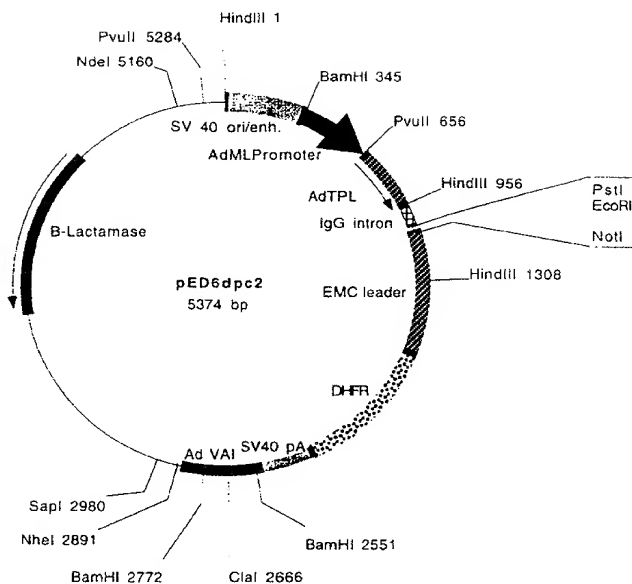 HindIII 1
PvuII 5284
NdeI 5160
BamHI 345
SV 40 ori/enh.
PvuII 656
AdMLPromoter
HindIII 956
AdTPL
PstI
EcoRI
IgG intron
B-Lactamase
NotI
pED6dpc2
5374 bp
HindIII 1308
EMC leader
DHFR
Ad VAI
SV40 pA
SapI 2980
NheI 2891
BamHI 2551
BamHI 2772
ClaI 2666